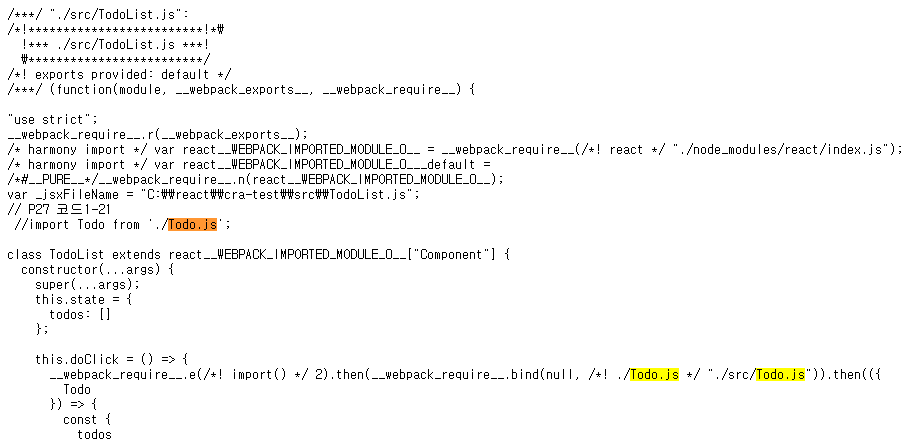 /***/ "./src/TodoList.js":
/*!*************************!*₩
  !*** ./src/TodoList.js ***!
  ₩*************************/
/*! exports provided: default */
/***/ (function(module, __webpack_exports__, __webpack_require__) {
"use strict";
__webpack_require__.r(__webpack_exports__);
/* harmony import */ var react__WEBPACK_IMPORTED_MODULE_0__ = __webpack_require__(/*! react */ "./node_modules/react/index.js");
/* harmony import */ var react__WEBPACK_IMPORTED_MODULE_0___default =
/*#__PURE__*/__webpack_require__.n(react__WEBPACK_IMPORTED_MODULE_0__);
var _jsxFileName = "C:₩₩react₩₩cra-test₩₩src₩₩TodoList.js";
// P27 코드1-21
 //import Todo from './Todo.js';
class TodoList extends react__WEBPACK_IMPORTED_MODULE_0__["Component"] {
  constructor(...args) {
    super(...args);
    this.state = {
      todos: []
    };
    this.doClick = () => {
      __webpack_require__.e(/*! import() */ 2).then(__webpack_require__.bind(null, /*! ./Todo.js */ "./src/Todo.js")).then(({
        Todo
      }) => {
        const {
          todos